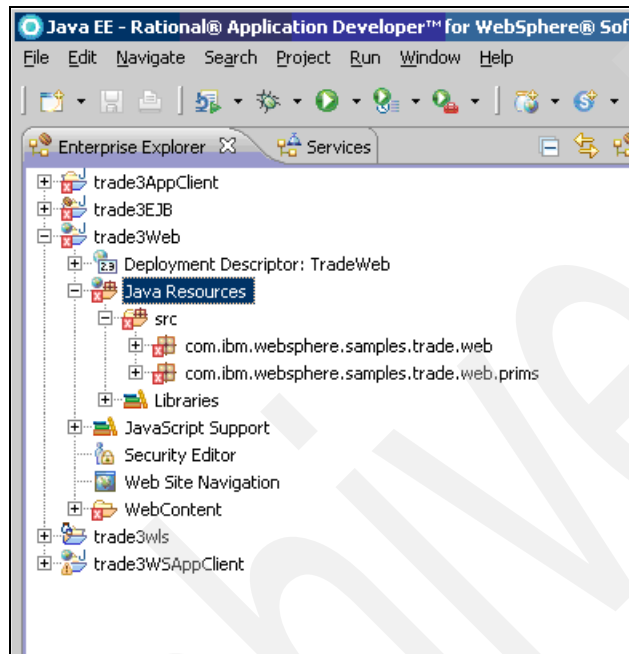 Java EE - Rational® Application Developer™ for WebSphere® Sof
File Edit Navigate Search Project Run Window Help
Enterprise Explorer Services
trade3AppClient
trade3EJB
trade3Web
2.3 Deployment Descriptor: TradeWeb
Java Resources
src
com.ibm.websphere.samples.trade.web
com.ibm.websphere.samples.trade.web.prims
Libraries
JavaScript Support
Security Editor
Web Site Navigation
WebContent
trade3wls
trade3WSAppClient